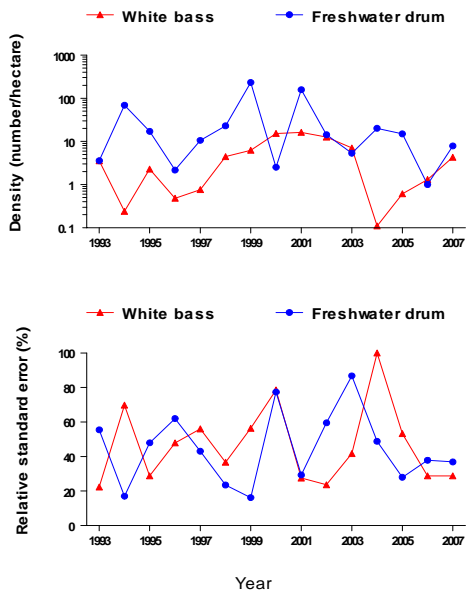 White bass Freshwater drum
Density (number/hectare)
1000
100
10
1
0.1
1993 1995 1997 1999 2001 2003 2005 2007
White bass Freshwater drum
Relative standard error (%)
100
80
60
40
20
0
1993 1995 1997 1999 2001 2003 2005 2007
Year